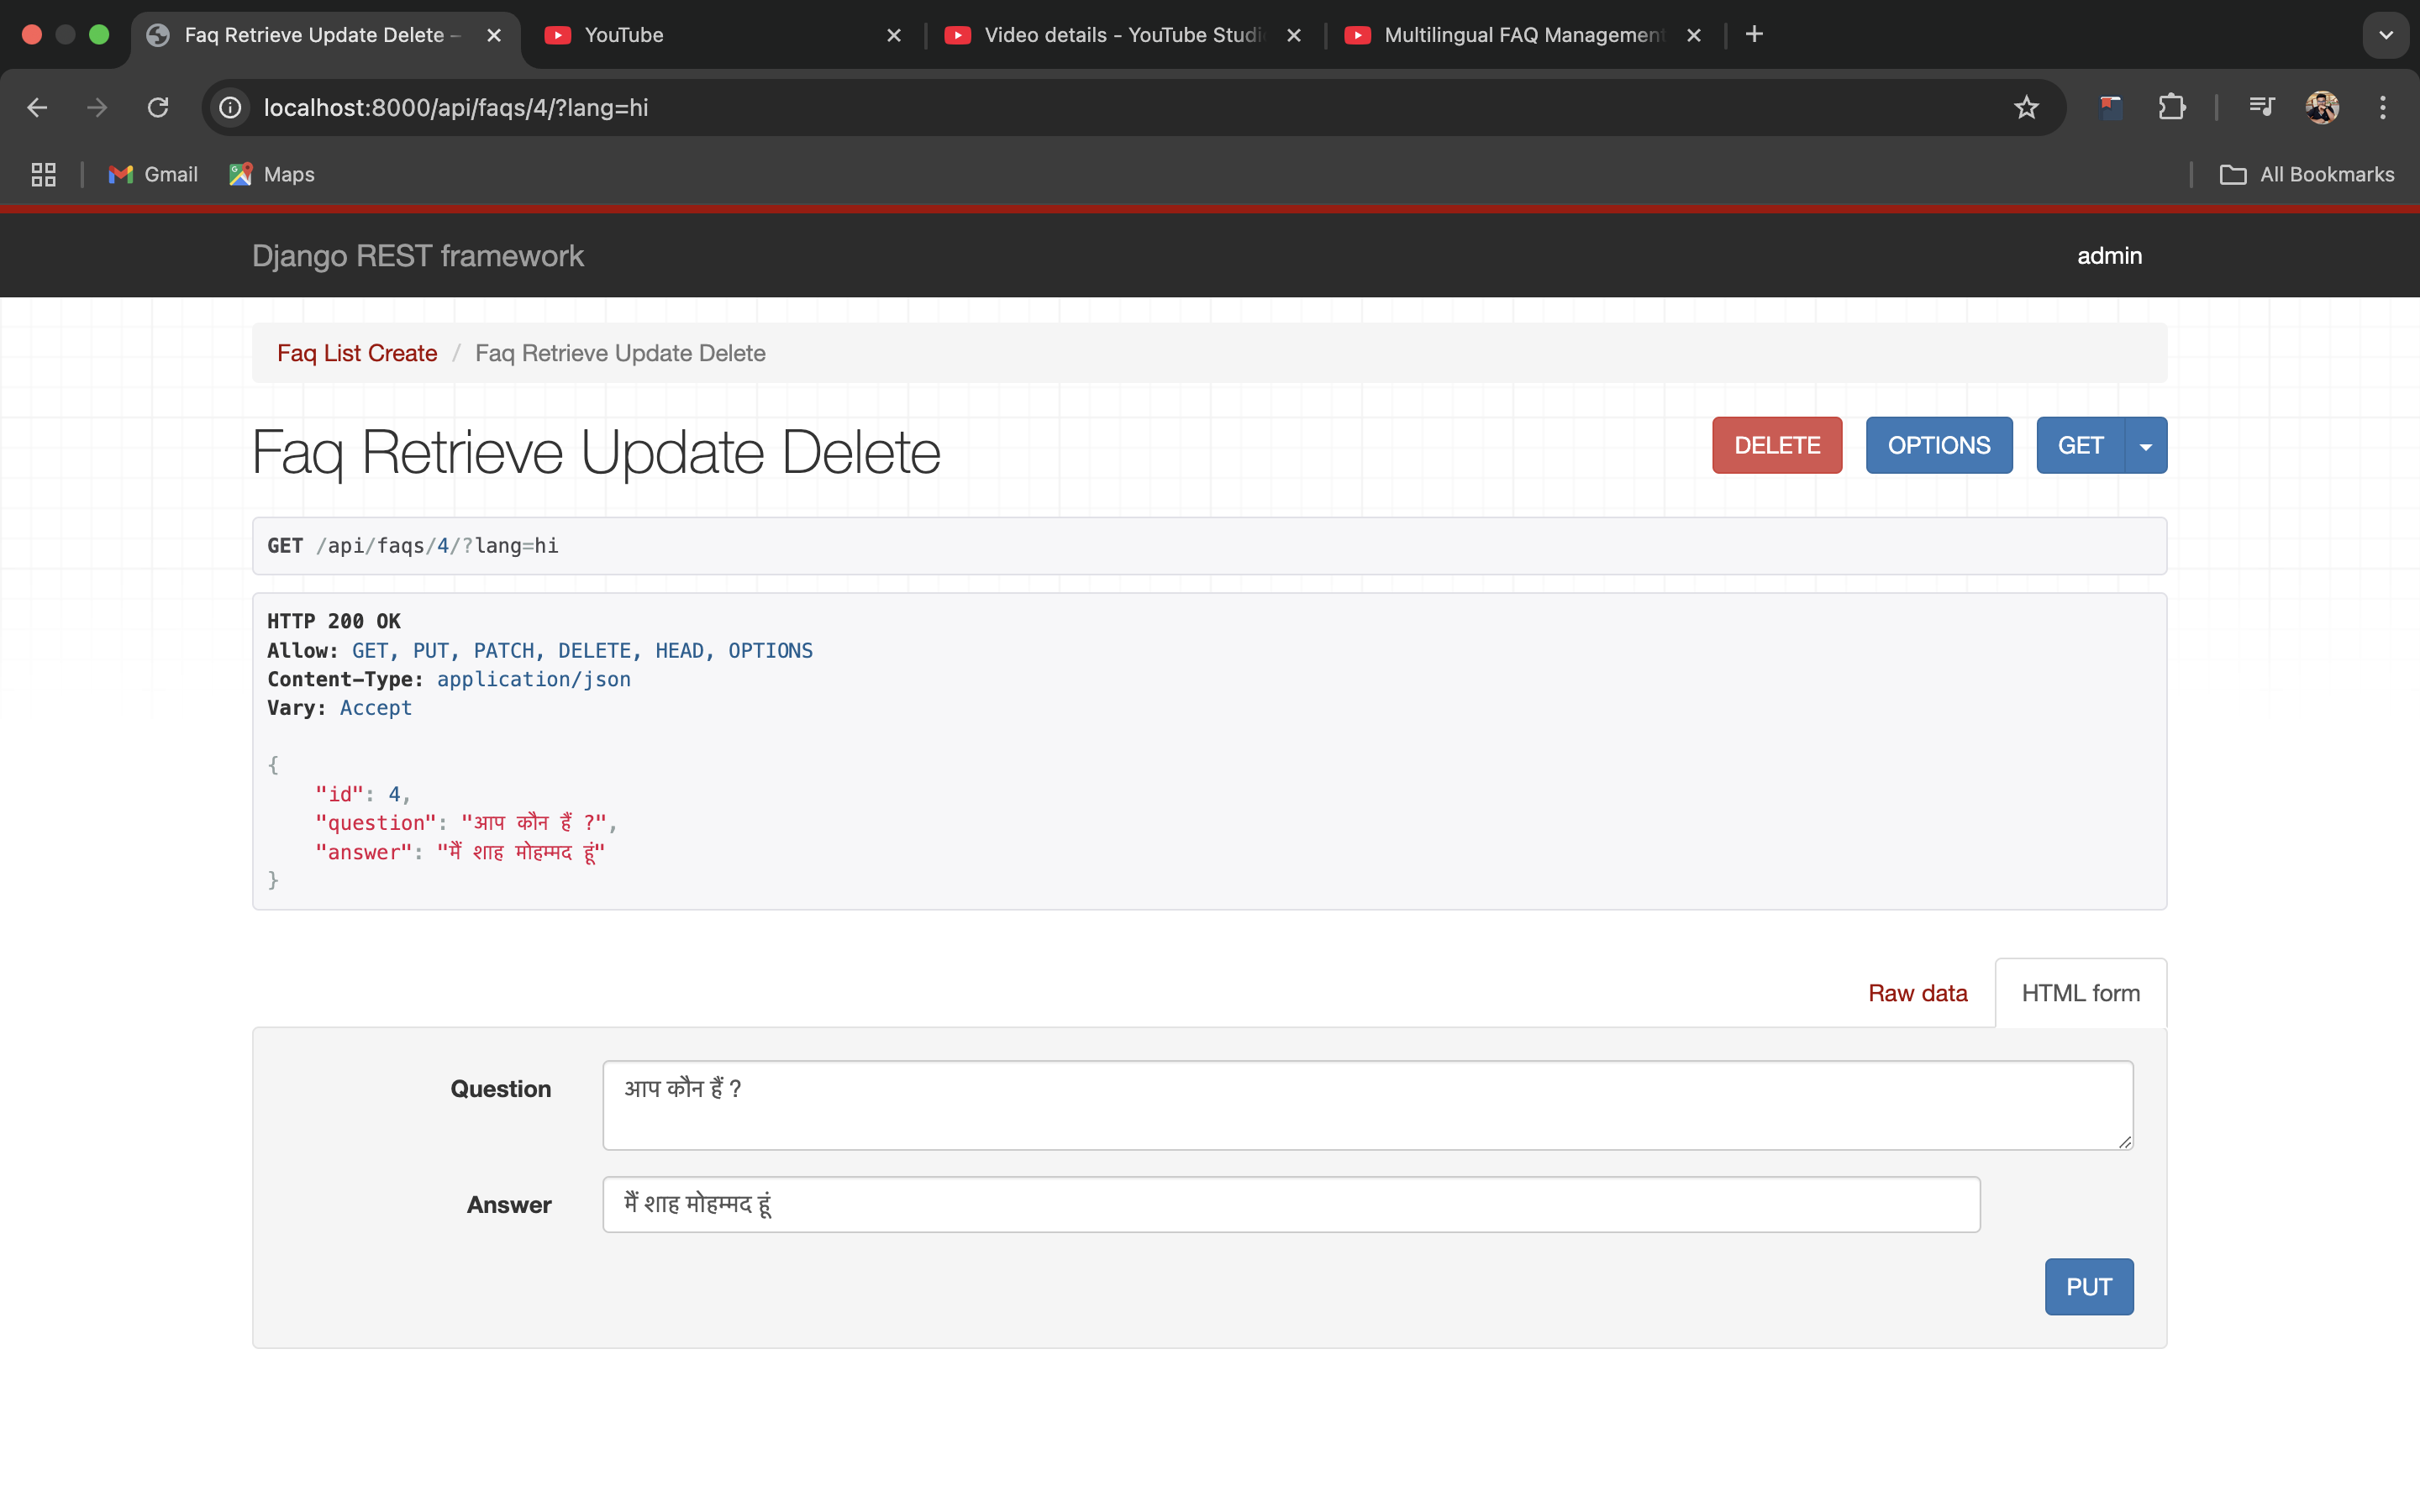 Faq Retrieve Update Delete –
YouTube
Video details - YouTube Studi
Multilingual FAQ Management
localhost:8000/api/faqs/4/?lang=hi
Gmail
Maps
All Bookmarks
Django REST framework
admin
Faq List Create / Faq Retrieve Update Delete
Faq Retrieve Update Delete
DELETE
OPTIONS
GET
GET /api/faqs/4/?lang=hi
HTTP 200 OK
Allow: GET, PUT, PATCH, DELETE, HEAD, OPTIONS
Content-Type: application/json
Vary: Accept
{
"id": 4,
"question": "आप कौन हैं ?",
"answer": "मैं शाह मोहम्मद हूं"
}
Raw data
HTML form
Question
आप कौन हैं ?
Answer
मैं शाह मोहम्मद हूं
PUT